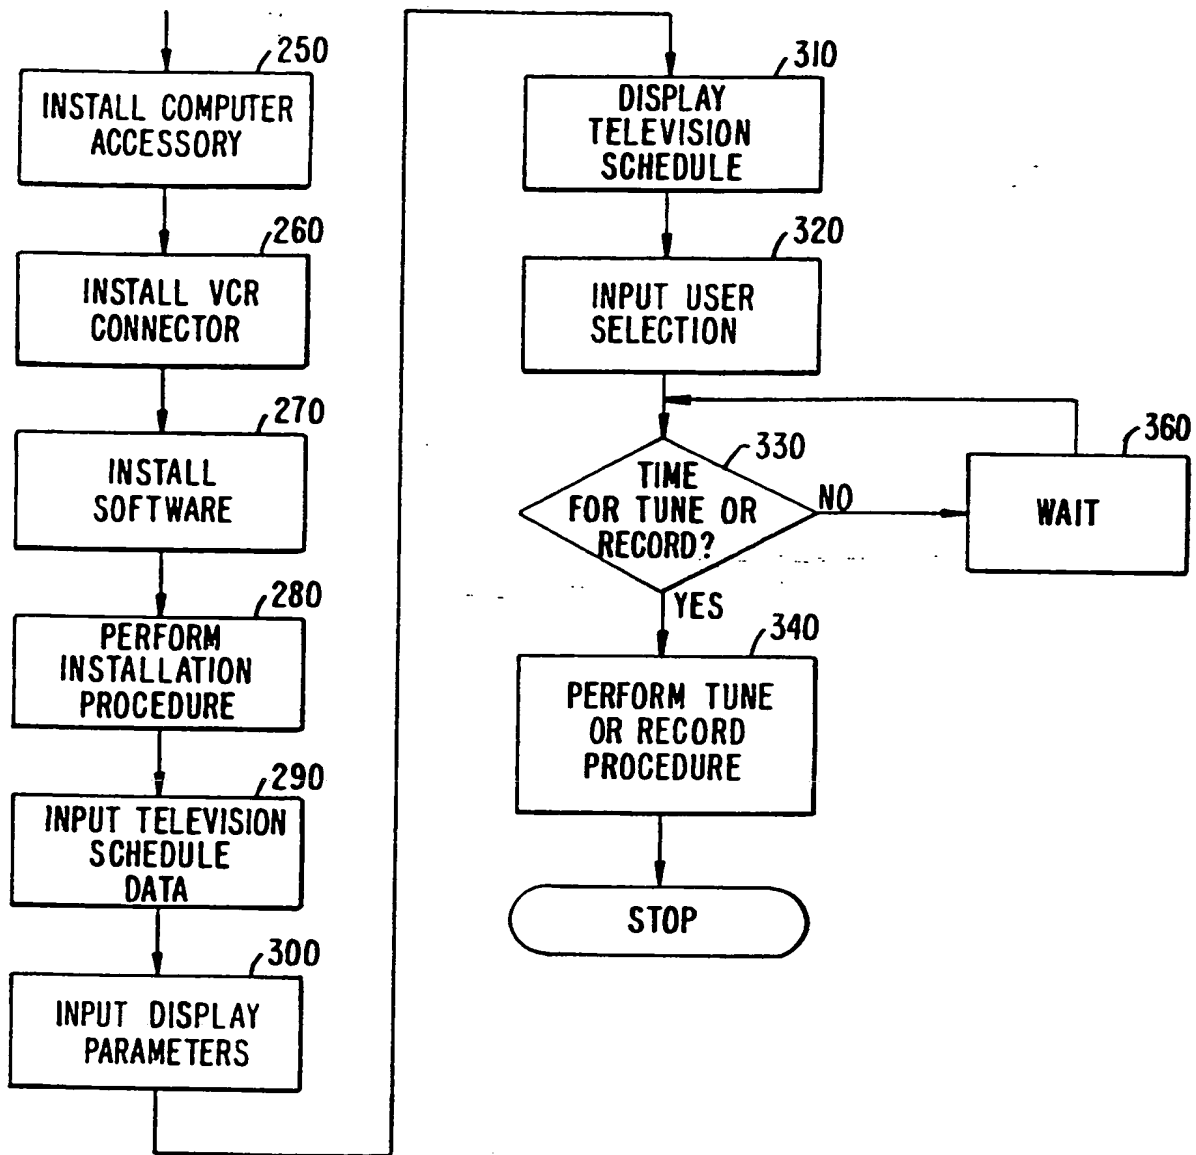 250
INSTALL COMPUTER
ACCESSORY
260
INSTALL VCR
CONNECTOR
270
INSTALL
SOFTWARE
280
PERFORM
INSTALLATION
PROCEDURE
290
INPUT TELEVISION
SCHEDULE
DATA
300
INPUT DISPLAY
PARAMETERS
310
DISPLAY
TELEVISION
SCHEDULE
320
INPUT USER
SELECTION
330
TIME
FOR TUNE OR
RECORD?
NO
360
WAIT
YES
340
PERFORM TUNE
OR RECORD
PROCEDURE
STOP